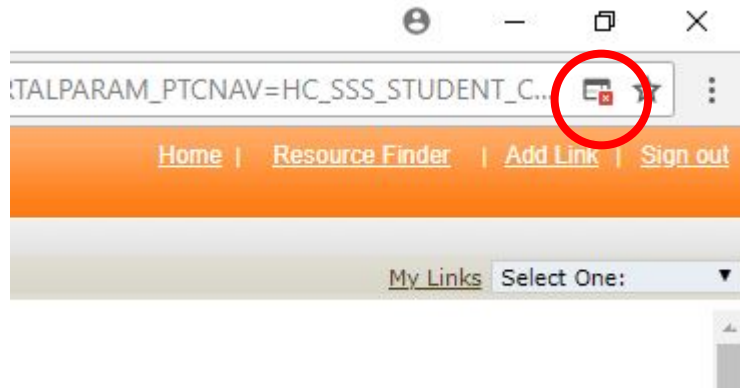 RTALPARAM_PTCNAV=HC_SSS_STUDENT_C...
Home | Resource Finder | Add Link | Sign out
My Links Select One: